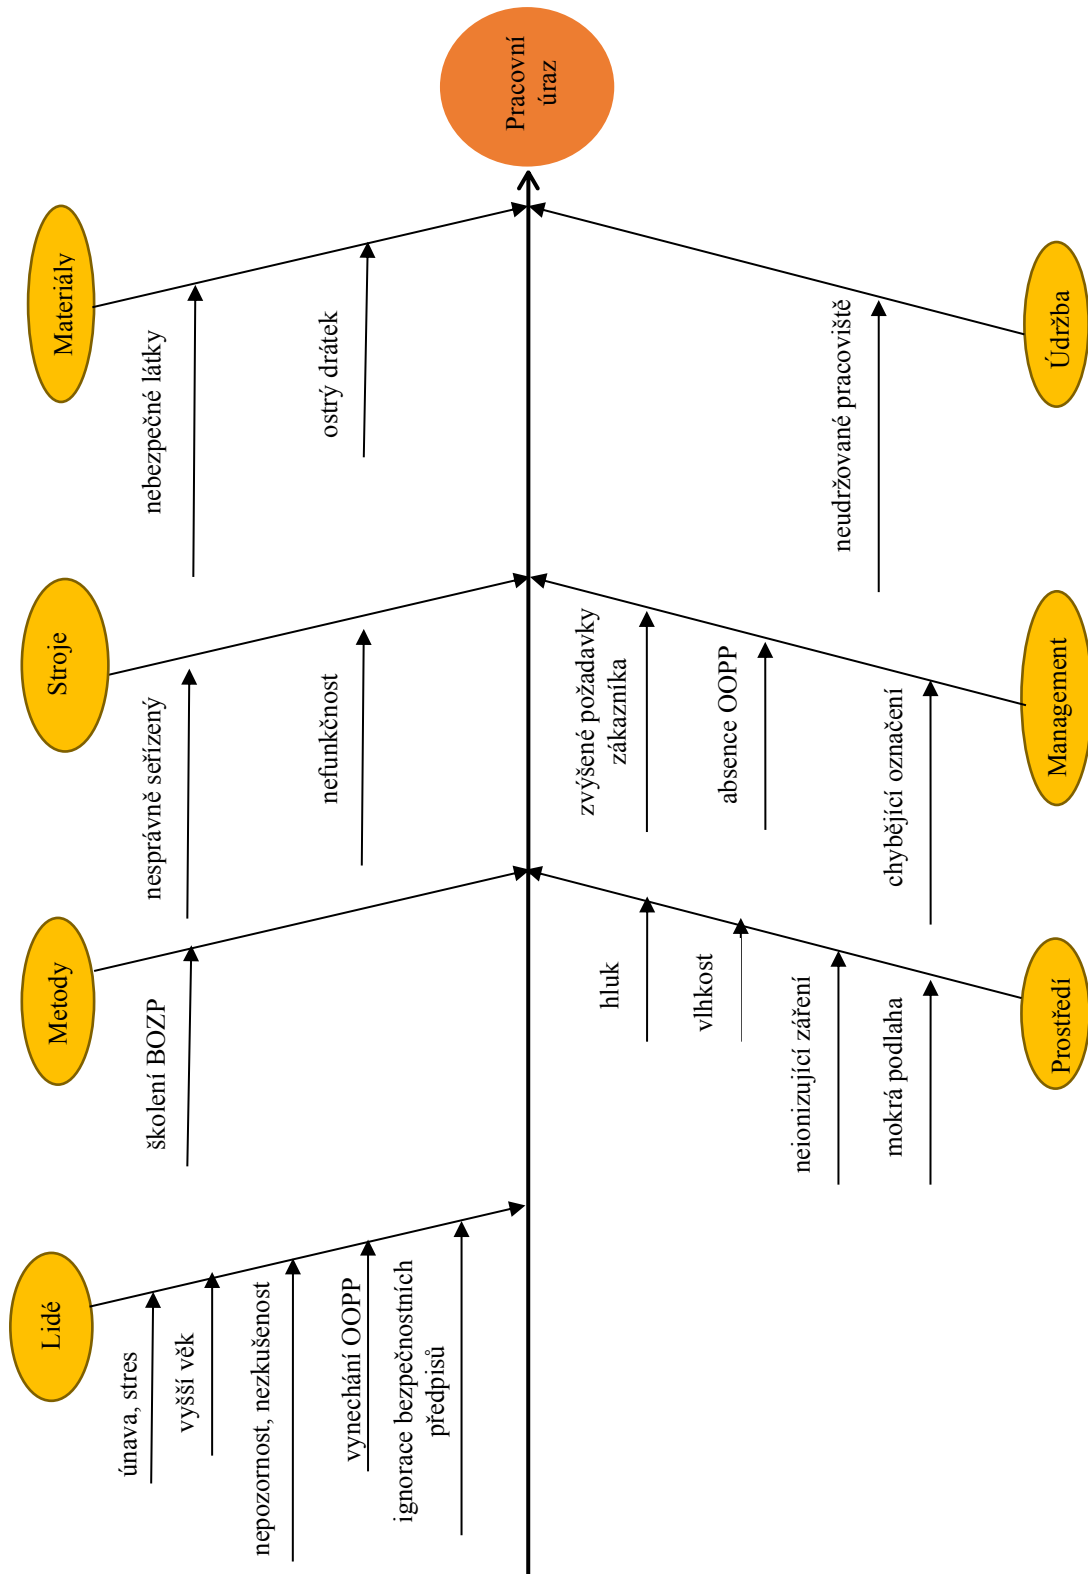 Lidé
únava, stres
vyšší věk
nepozornost, nezkušenost
vynechání OOPP
ignorace bezpečnostních
předpisů
Metody
školení BOZP
Stroje
nesprávně seřízený
nefunkčnost
Materiály
nebezpečné látky
ostrý drátek
Pracovní
úraz
hluk
vlhkost
neionizující záření
mokrá podlaha
Prostředí
zvýšené požadavky
zákazníka
absence OOPP
chybějící označení
Management
neudržované pracoviště
Údržba